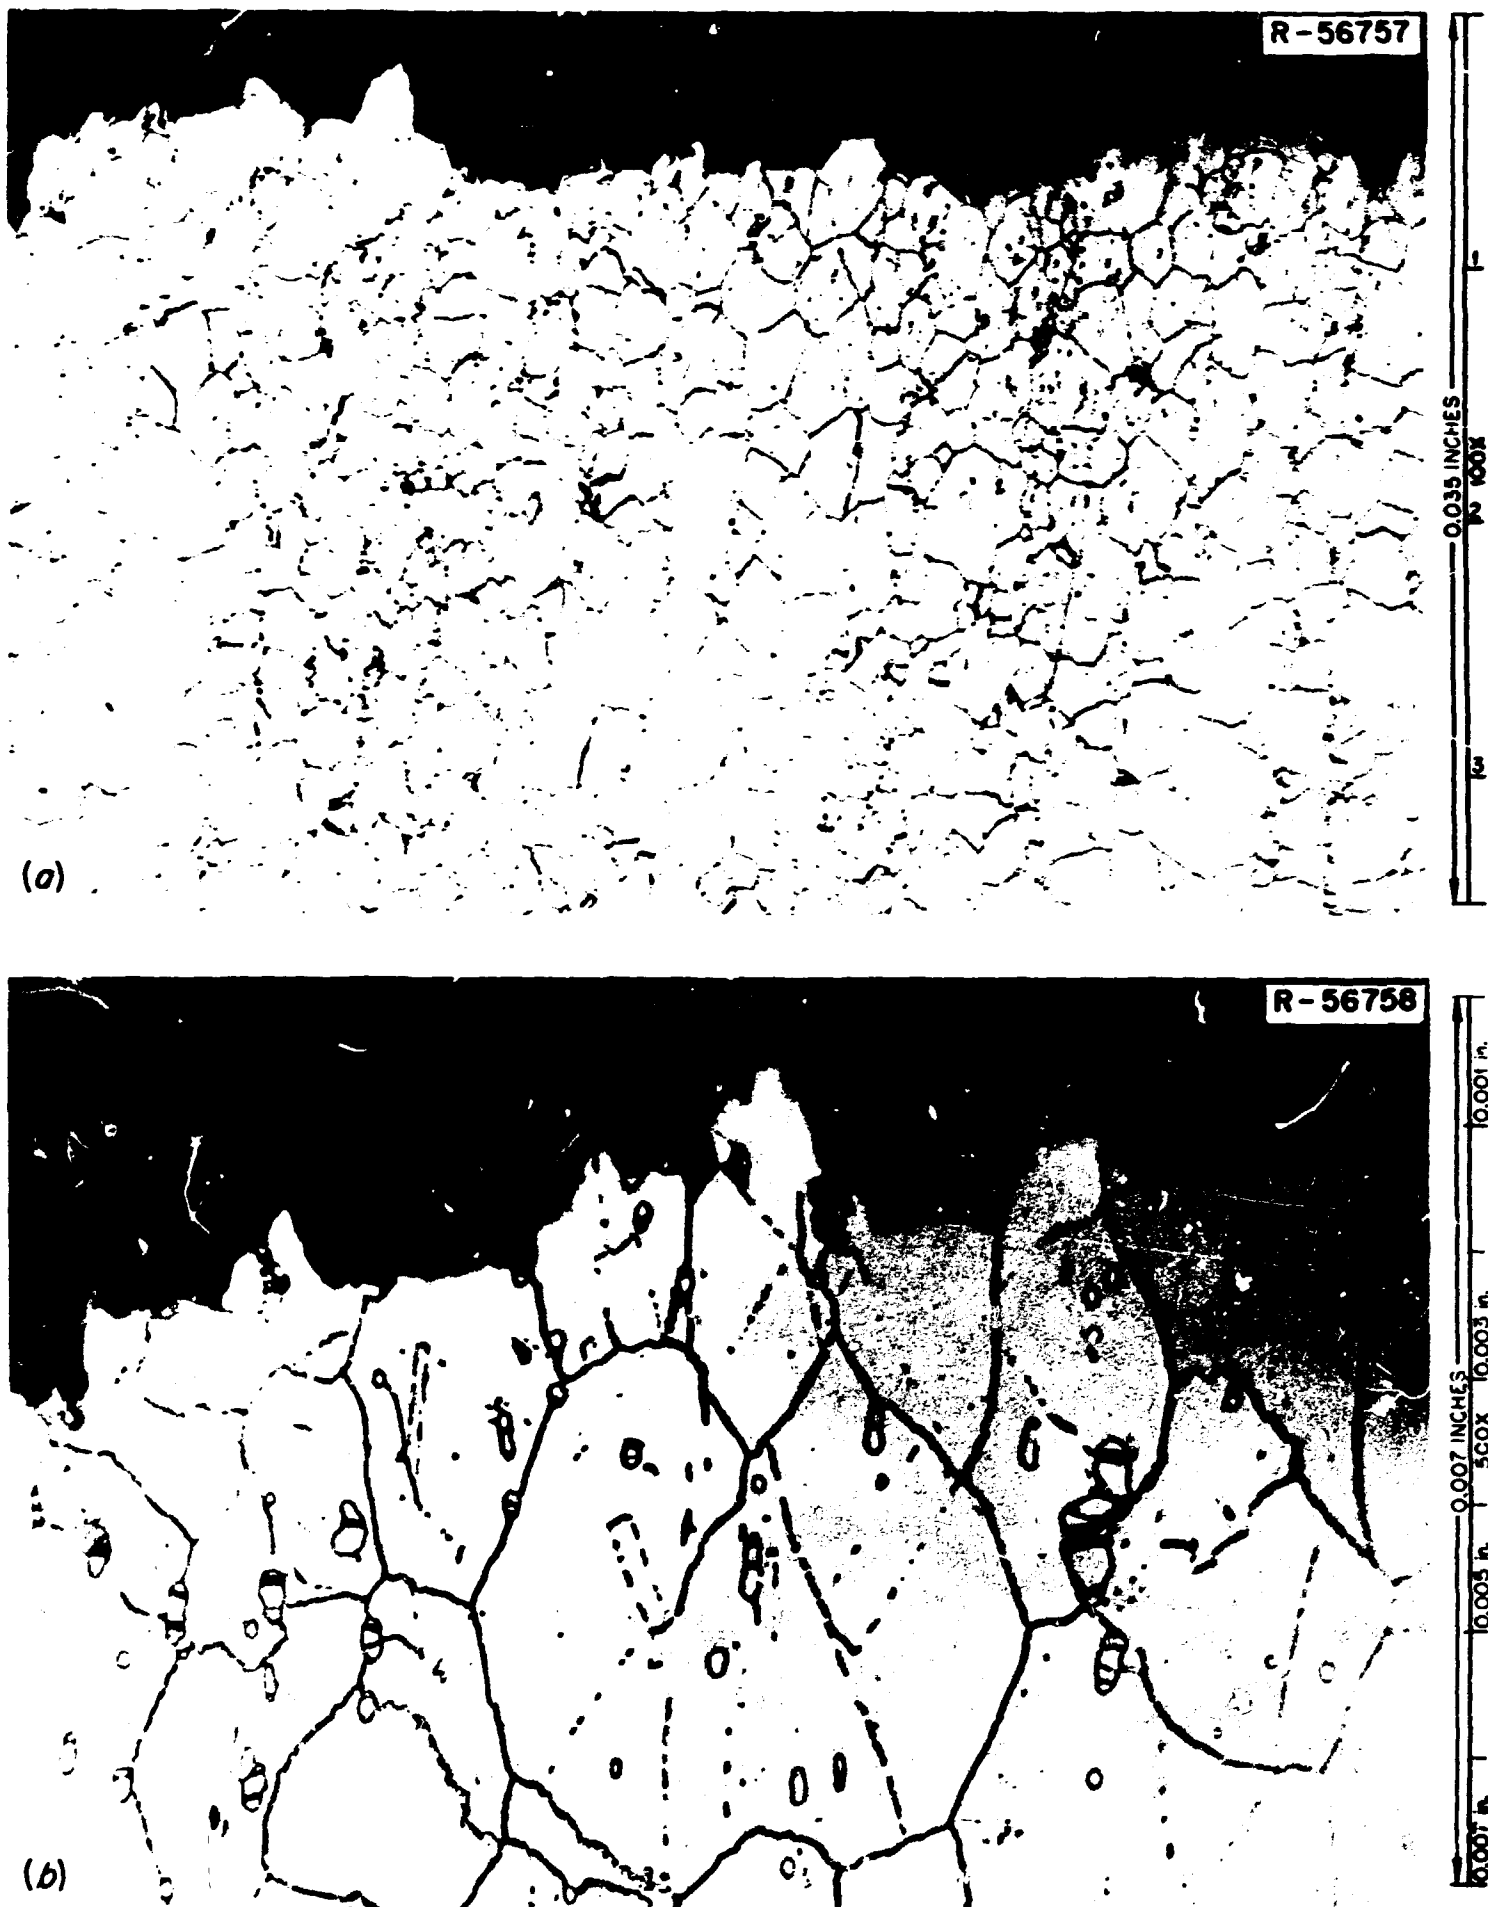 R-56757
1
0.035 INCHES
2 100X
3
(a)
R-56758
0.001 in.
0.003 in.
0.007 INCHES
500X
0.005 in.
0.007 in.
(b)